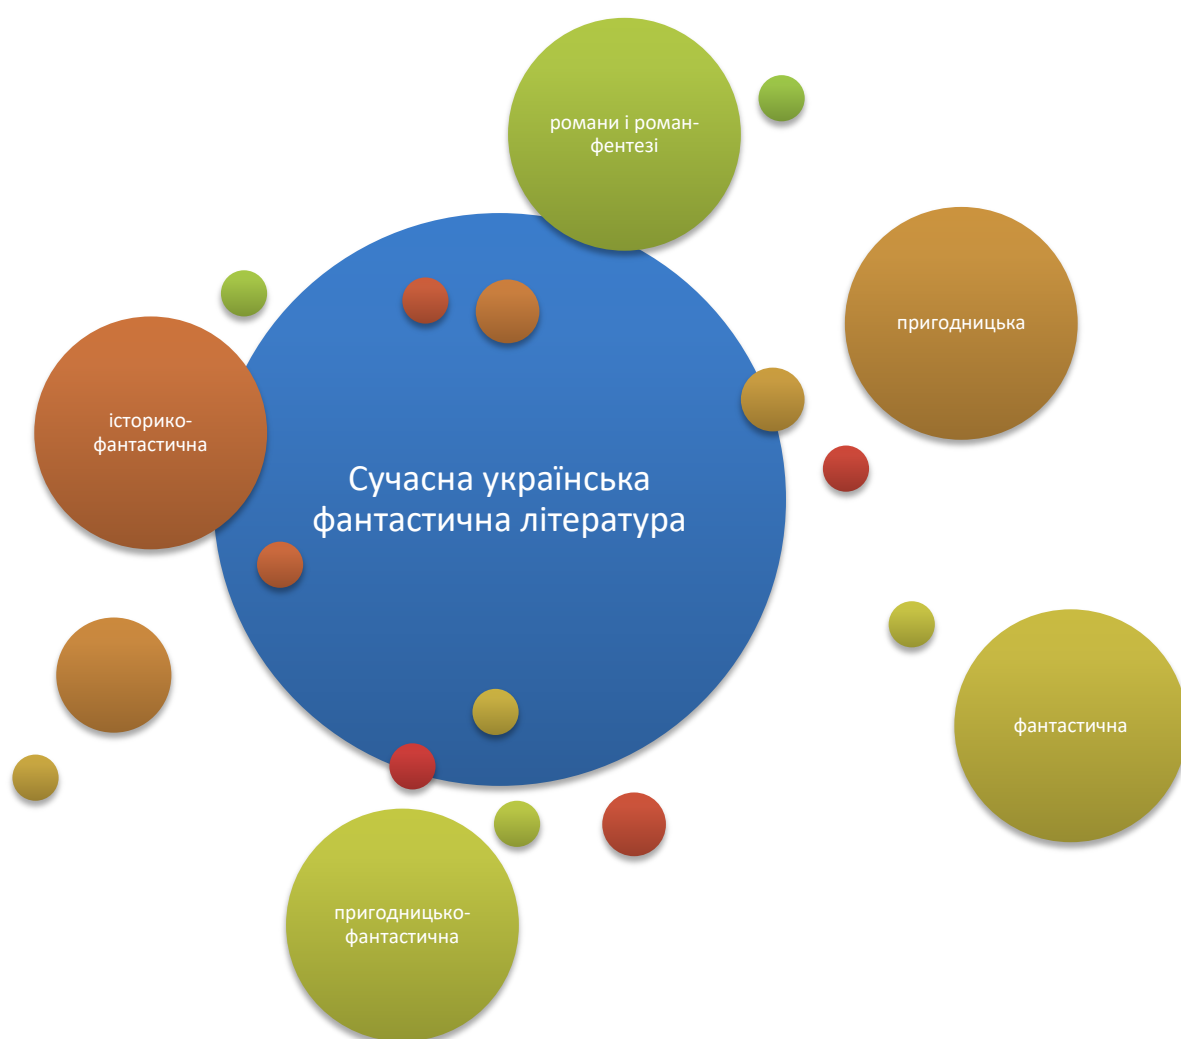 романи і роман-
фентезі
пригодницька
історико-
фантастична
Сучасна українська
фантастична література
фантастична
пригодницько-
фантастична